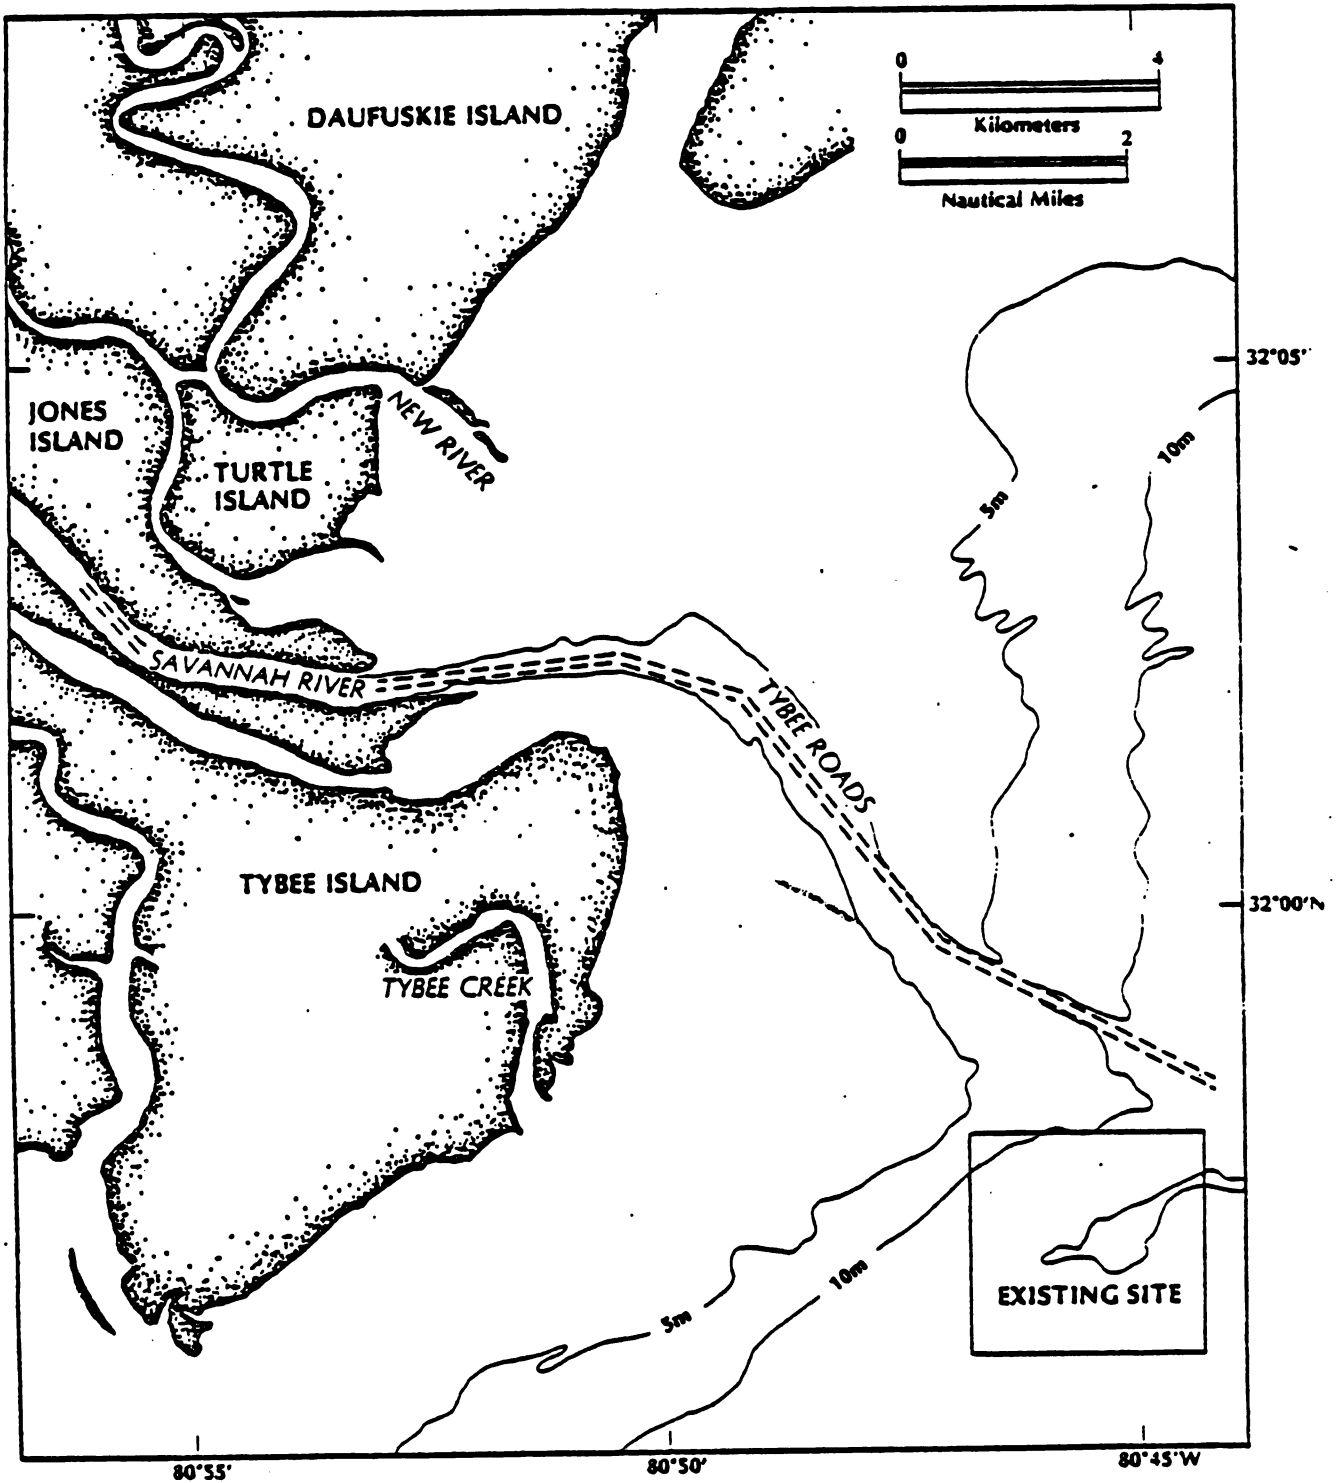 DAUFUSKIE ISLAND
0 4
Kilometers
0 2
Nautical Miles
32°05'
JONES
ISLAND
TURTLE
ISLAND
NEW RIVER
10m
5m
SAVANNAH RIVER
TYBEE ROADS
TYBEE ISLAND
32°00'N
TYBEE CREEK
10m
EXISTING SITE
5m
80°55'
80°50'
80°45'W